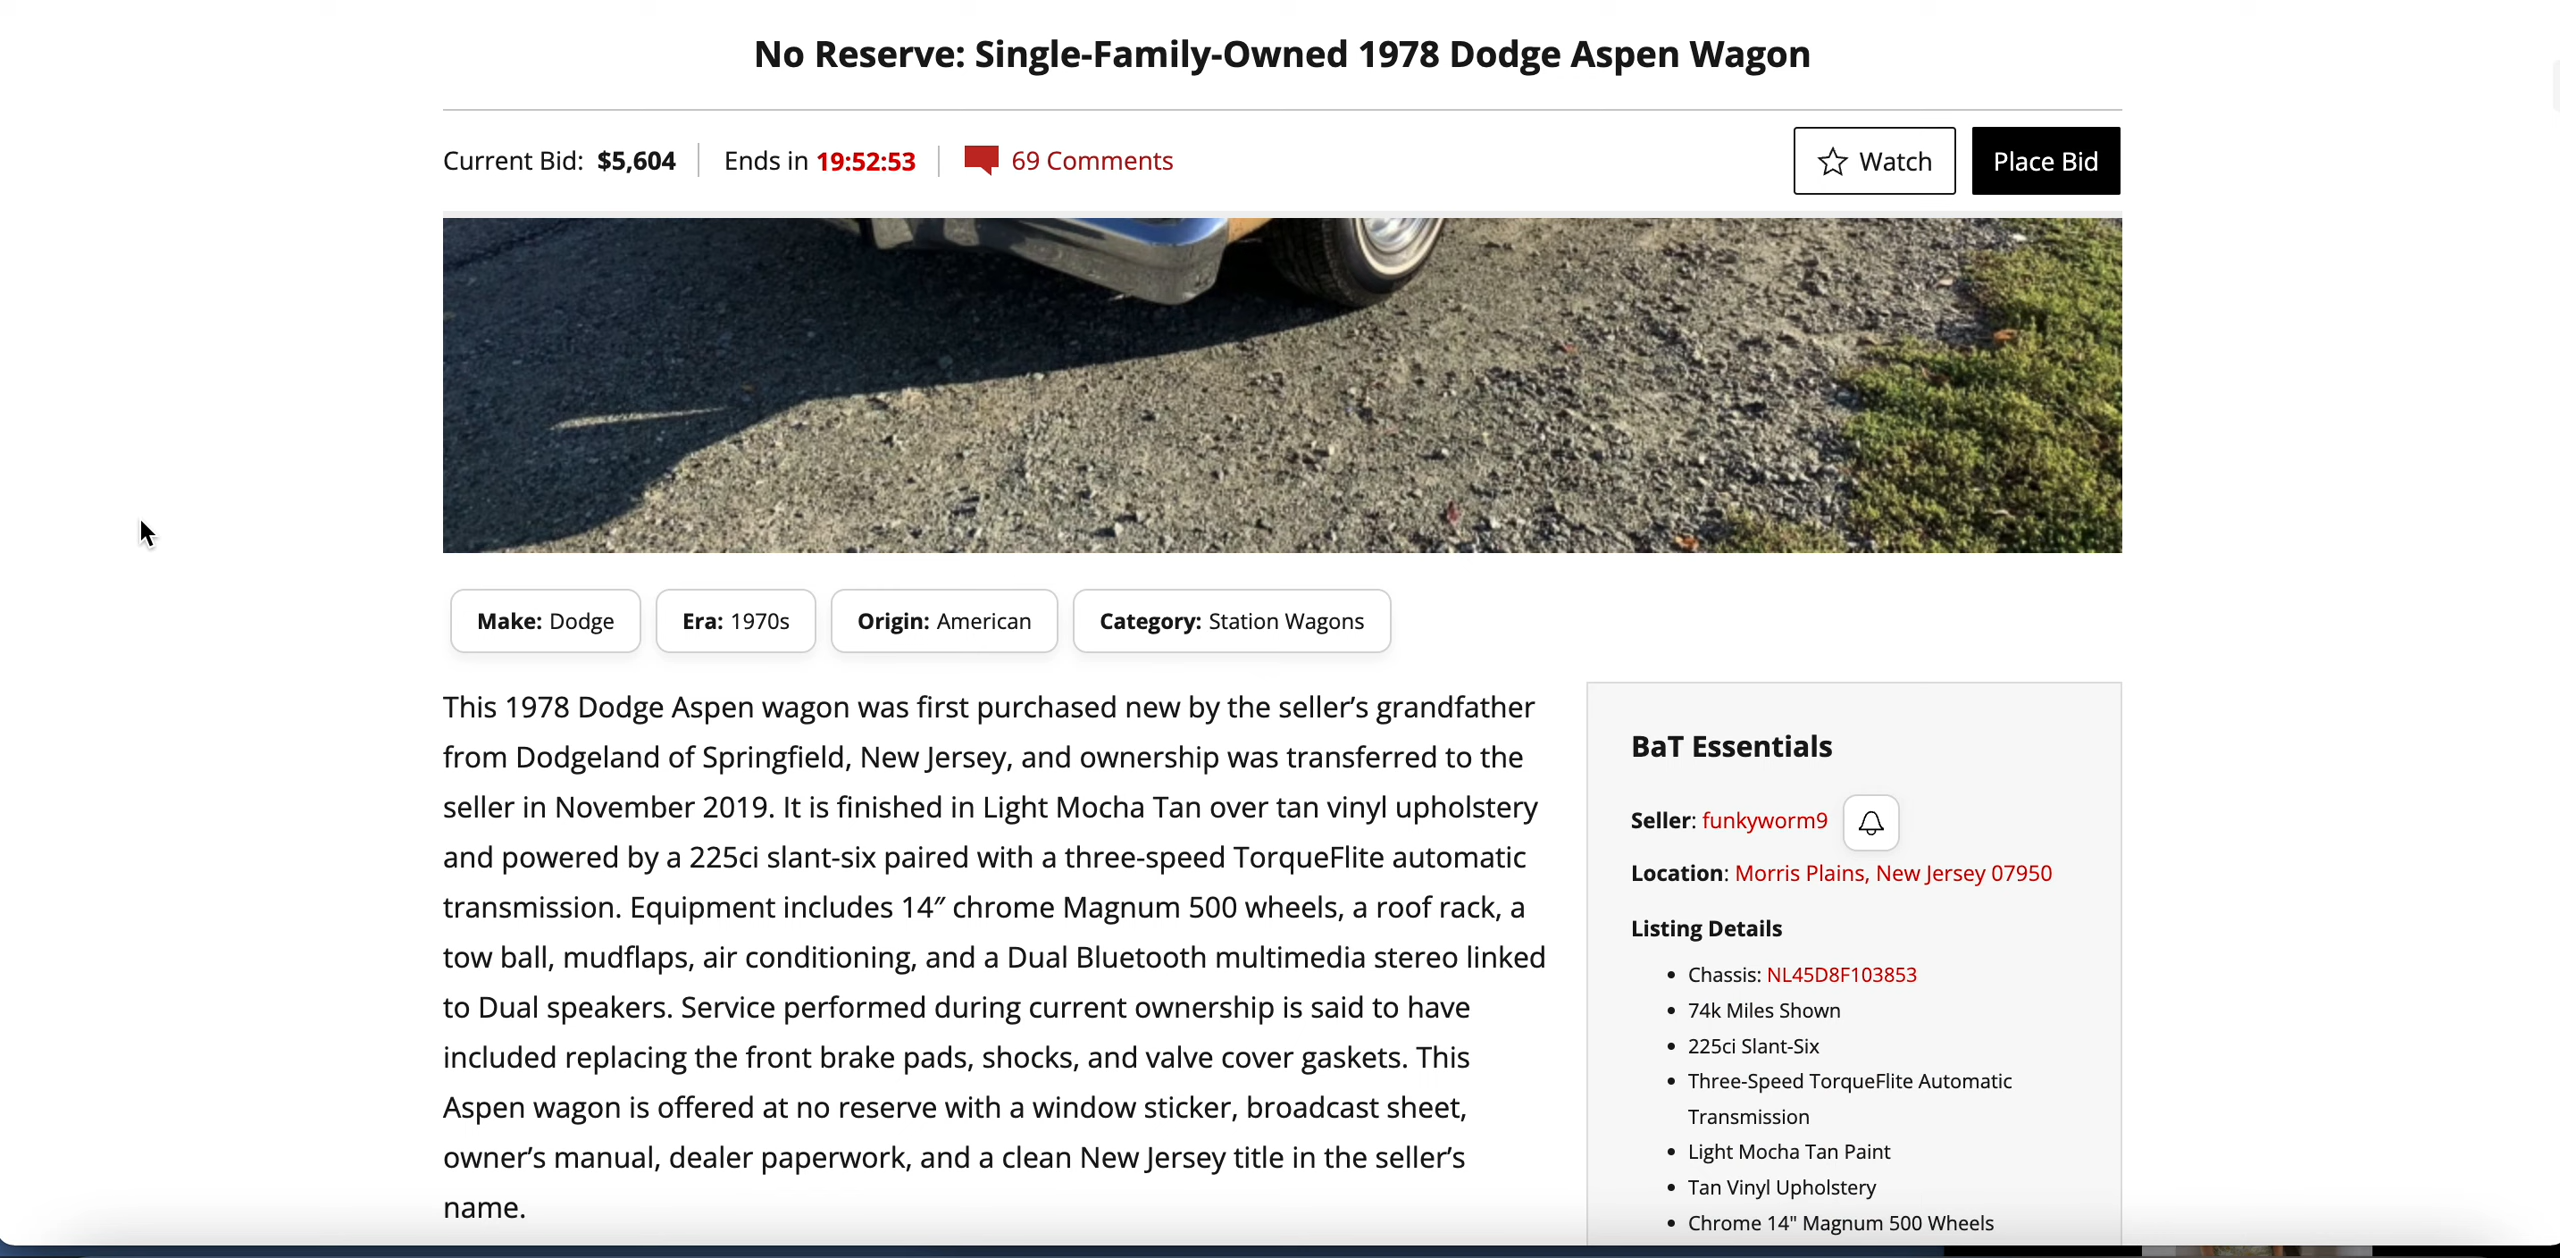 No Reserve: Single-Family-Owned 1978 Dodge Aspen Wagon
Current Bid: $5,604
Ends in 19:52:53
69 Comments
Watch
Place Bid
Make: Dodge
Era: 1970s
Origin: American
Category: Station Wagons
This 1978 Dodge Aspen wagon was first purchased new by the seller’s grandfather
from Dodgeland of Springfield, New Jersey, and ownership was transferred to the
seller in November 2019. It is finished in Light Mocha Tan over tan vinyl upholstery
and powered by a 225ci slant-six paired with a three-speed TorqueFlite automatic
transmission. Equipment includes 14″ chrome Magnum 500 wheels, a roof rack, a
tow ball, mudflaps, air conditioning, and a Dual Bluetooth multimedia stereo linked
to Dual speakers. Service performed during current ownership is said to have
included replacing the front brake pads, shocks, and valve cover gaskets. This
Aspen wagon is offered at no reserve with a window sticker, broadcast sheet,
owner’s manual, dealer paperwork, and a clean New Jersey title in the seller’s
name.
BaT Essentials
Seller: funkyworm9
Location: Morris Plains, New Jersey 07950
Listing Details
• Chassis: NL45D8F103853
• 74k Miles Shown
• 225ci Slant-Six
• Three-Speed TorqueFlite Automatic
Transmission
• Light Mocha Tan Paint
• Tan Vinyl Upholstery
• Chrome 14" Magnum 500 Wheels